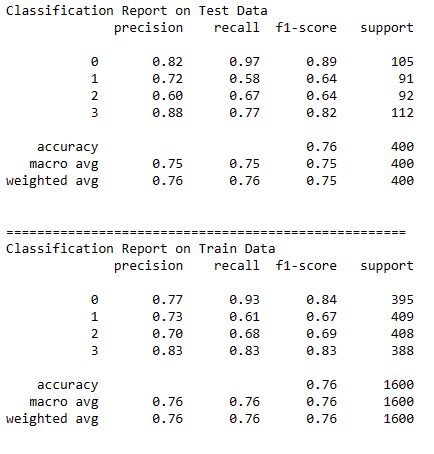 Classification Report on Test Data
precision recall f1-score support
0 0.82 0.97 0.89 105
1 0.72 0.58 0.64 91
2 0.60 0.67 0.64 92
3 0.88 0.77 0.82 112
accuracy 0.76 400
macro avg 0.75 0.75 0.75 400
weighted avg 0.76 0.76 0.75 400
=====================================================
Classification Report on Train Data
precision recall f1-score support
0 0.77 0.93 0.84 395
1 0.73 0.61 0.67 409
2 0.70 0.68 0.69 408
3 0.83 0.83 0.83 388
accuracy 0.76 1600
macro avg 0.76 0.76 0.76 1600
weighted avg 0.76 0.76 0.76 1600